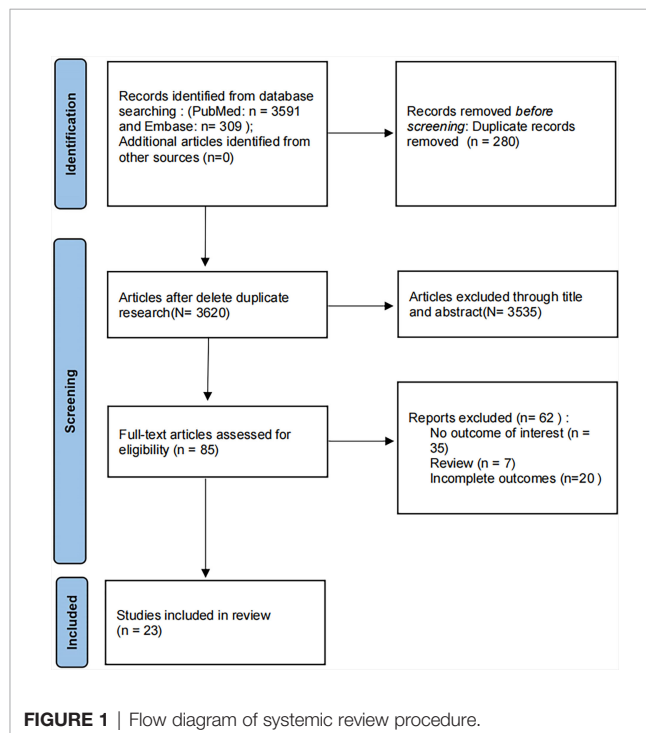 Identification
Records identified from database
searching : (PubMed: n = 3591
and Embase: n= 309 );
Additional articles identified from
other sources (n=0)
Records removed before
screening: Duplicate records
removed (n = 280)
Screening
Articles after delete duplicate
research(N= 3620)
Articles excluded through title
and abstract(N= 3535)
Full-text articles assessed for
eligibility (n = 85)
Reports excluded (n= 62 ) :
No outcome of interest (n =
35)
Review (n = 7)
Incomplete outcomes (n=20 )
Included
Studies included in review
(n = 23)
FIGURE 1 | Flow diagram of systemic review procedure.